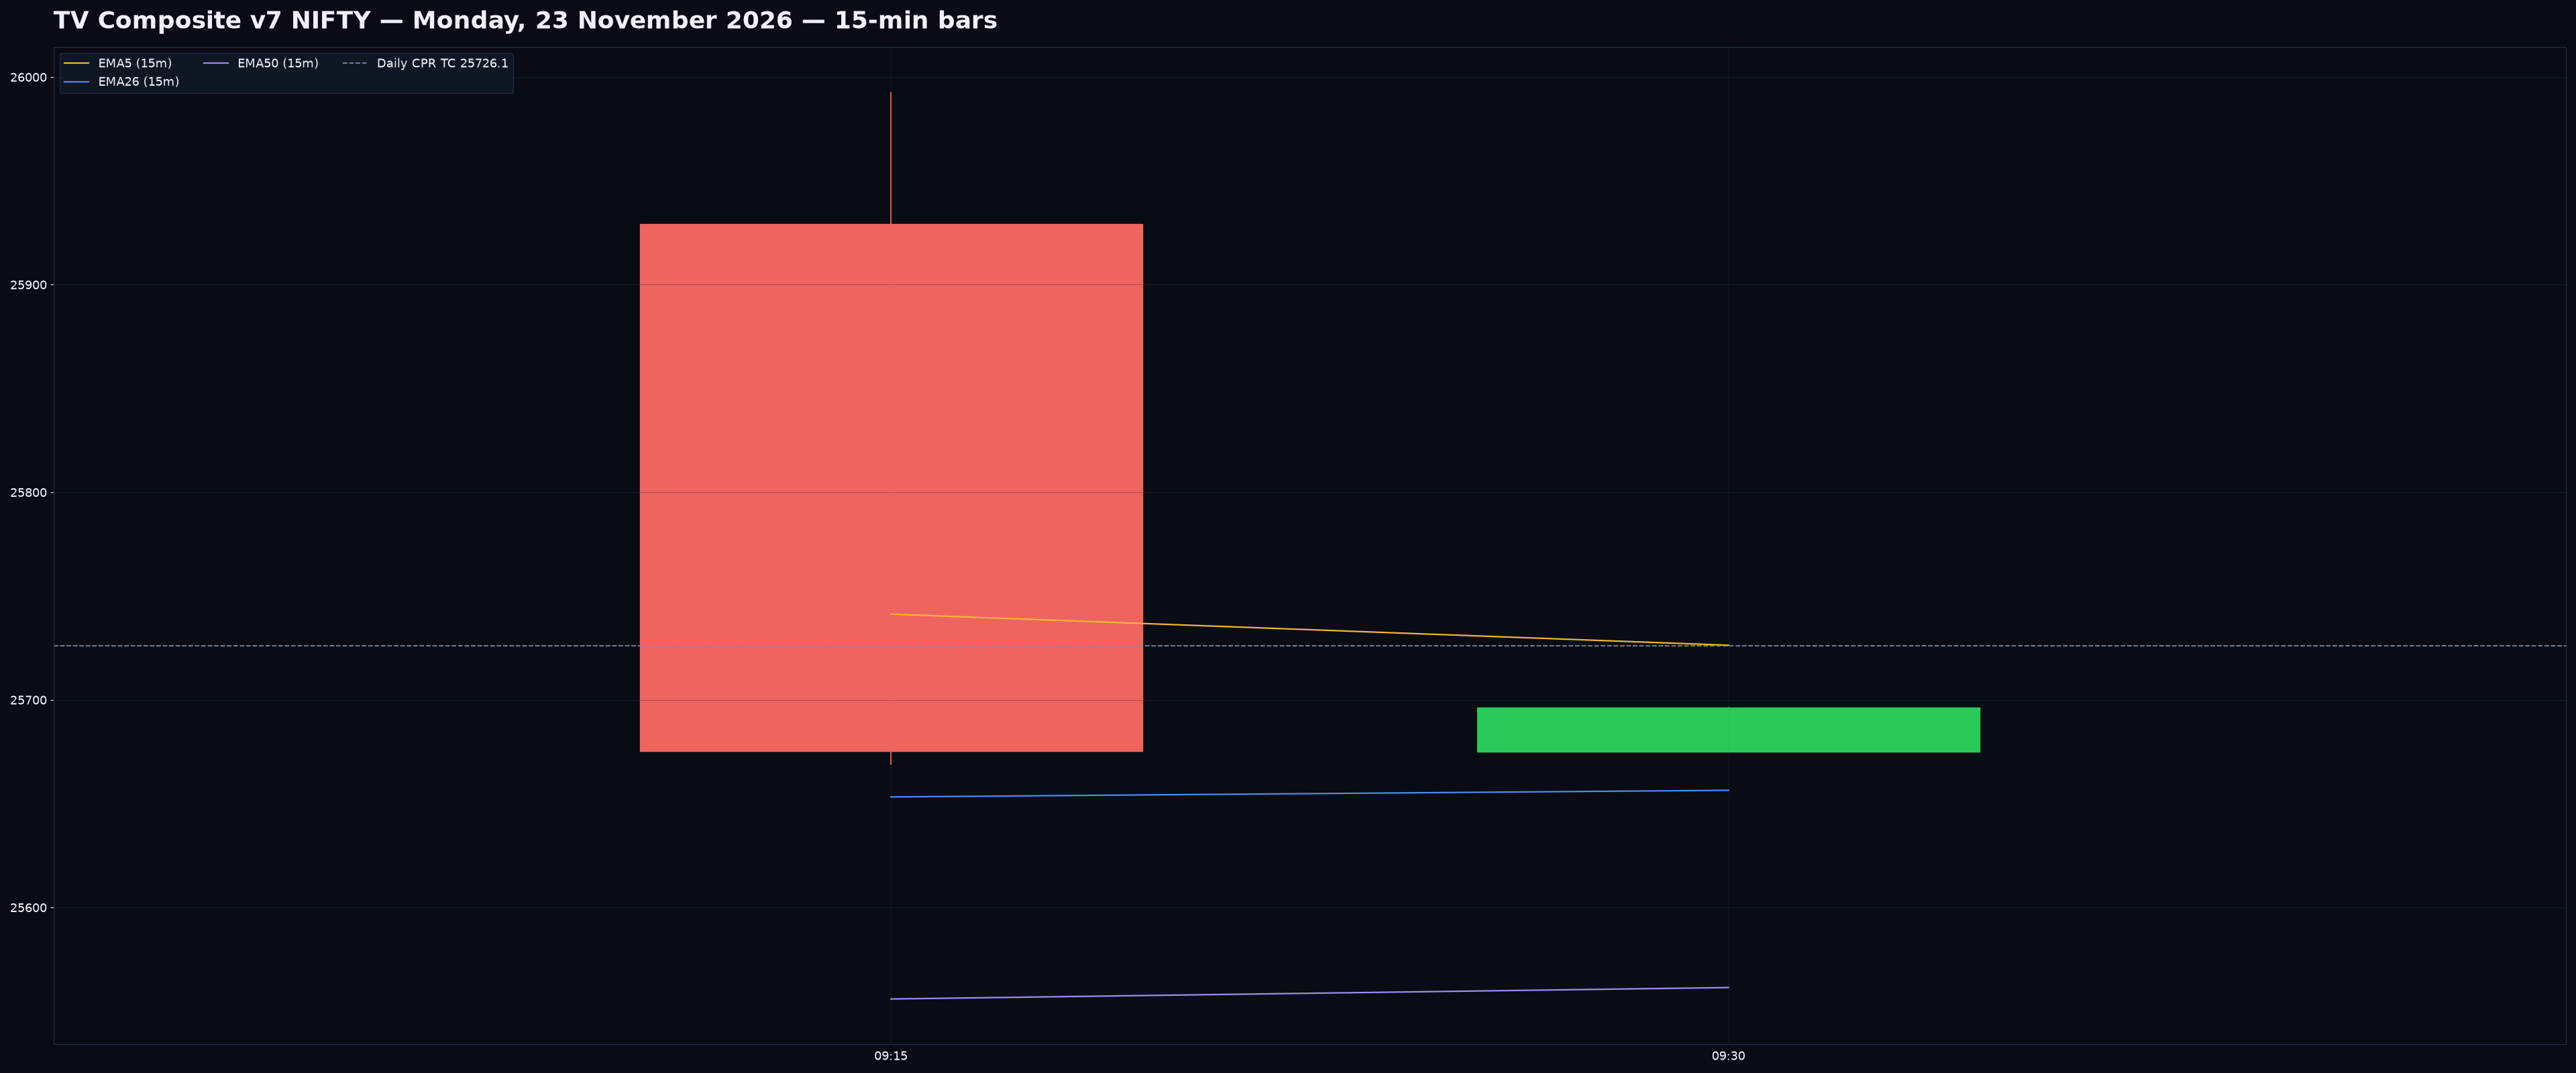 TV Composite v7 NIFTY — Monday, 23 November 2026 — 15-min bars
EMA5 (15m) EMA50 (15m) Daily CPR TC 25726.1
EMA26 (15m)
26000
25900
25800
25700
25600
09:15 09:30